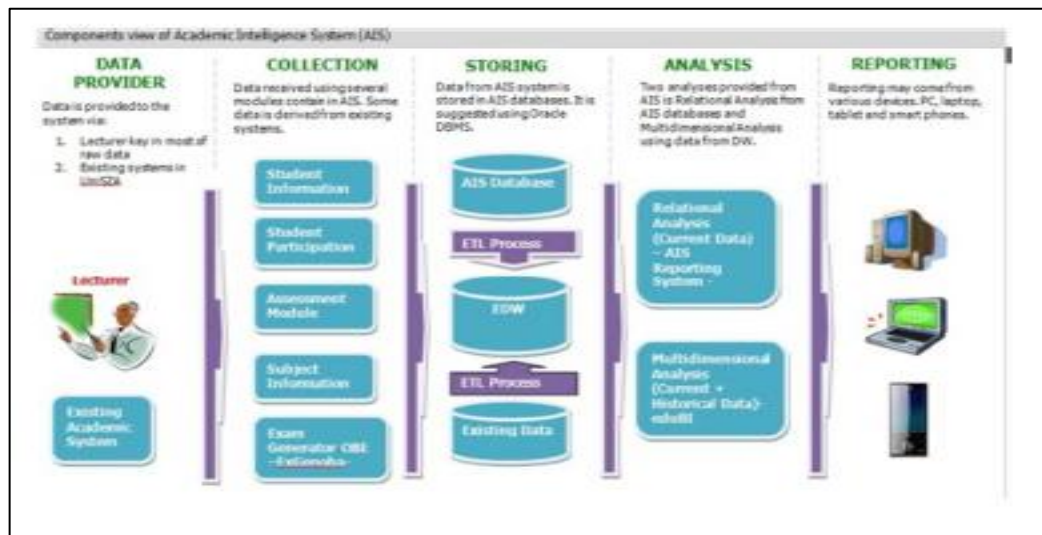 Components view of Academic Intelligence System (AIS)
DATA
PROVIDER
Data is provided to the
system via:
1. Lecturer key in most of
raw data
2. Existing systems in
UniSZA
Lecturer
Existing
Academic
System
COLLECTION
Data received using several
modules contain in AIS. Some
data is derived from existing
systems.
Student
Information
Student
Participation
Assessment
Module
Subject
Information
Exam
Generator OBE
STORING
Data from AIS system is
stored in AIS databases. It is
suggested using Oracle
DBMS.
AIS Database
ETL Process
EDW
ETL Process
Existing Data
ANALYSIS
Two analyses provided from
AIS is Relational Analysis from
AIS databases and
Multidimensional Analysis
using data from DW.
Relational
Analysis
(Current Data)
- AIS
Reporting
System -
Multidimensional
Analysis
(Current +
Historical Data)-
eduBI
REPORTING
Reporting may come from
various devices. PC, laptop,
tablet and smart phones.